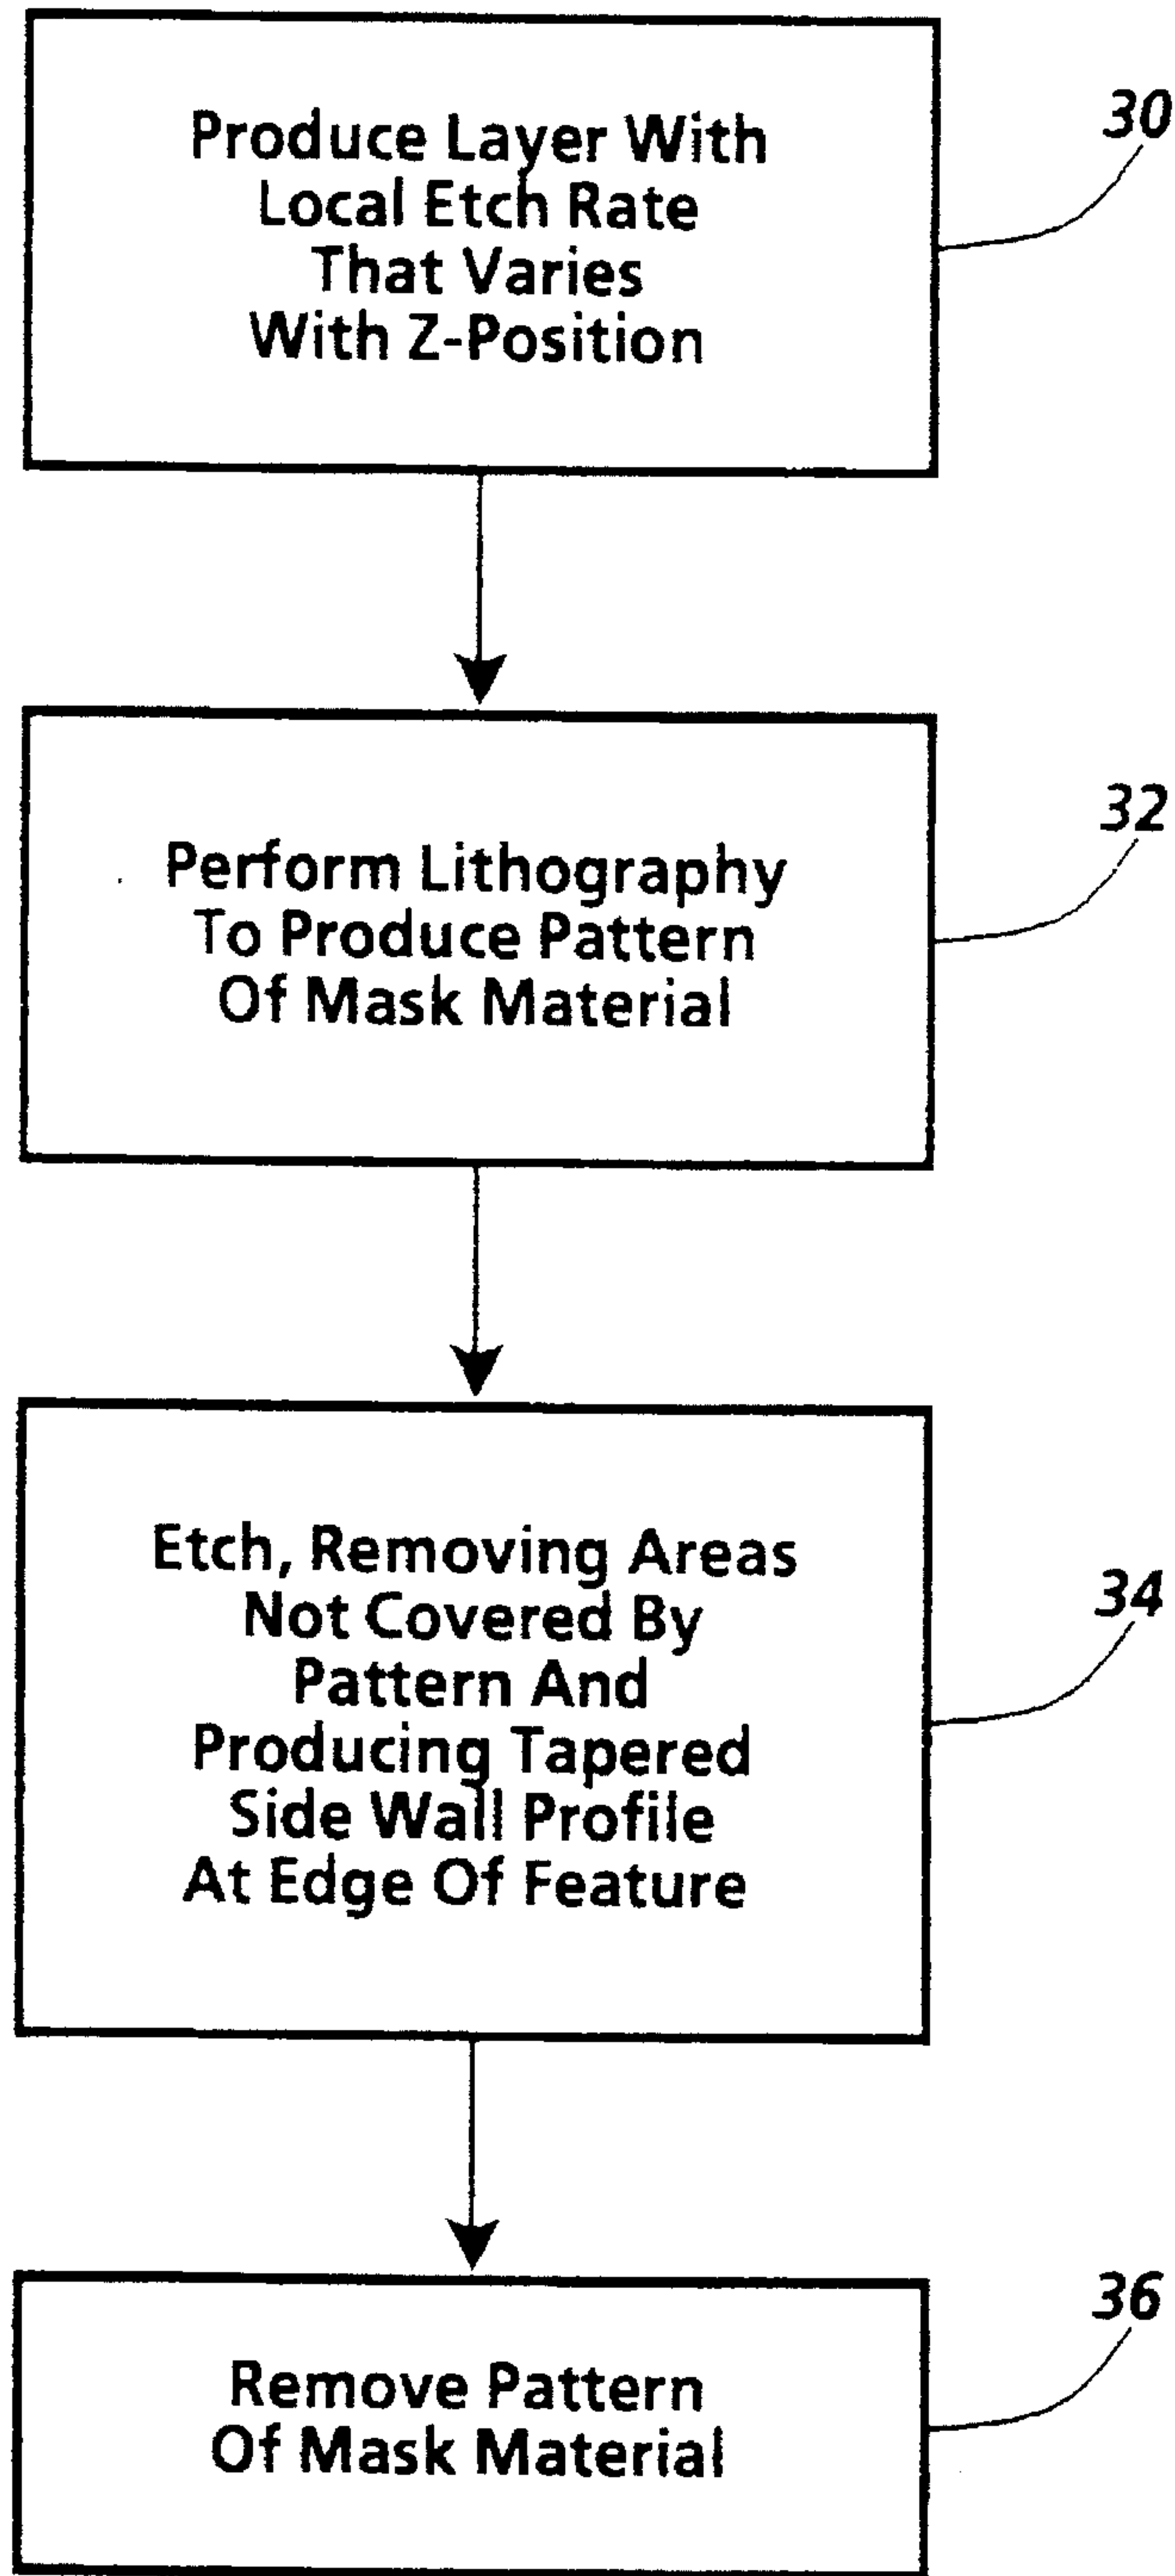 Produce Layer With
Local Etch Rate
That Varies
With Z-Position
30
Perform Lithography
To Produce Pattern
Of Mask Material
32
Etch, Removing Areas
Not Covered By
Pattern And
Producing Tapered
Side Wall Profile
At Edge Of Feature
34
Remove Pattern
Of Mask Material
36